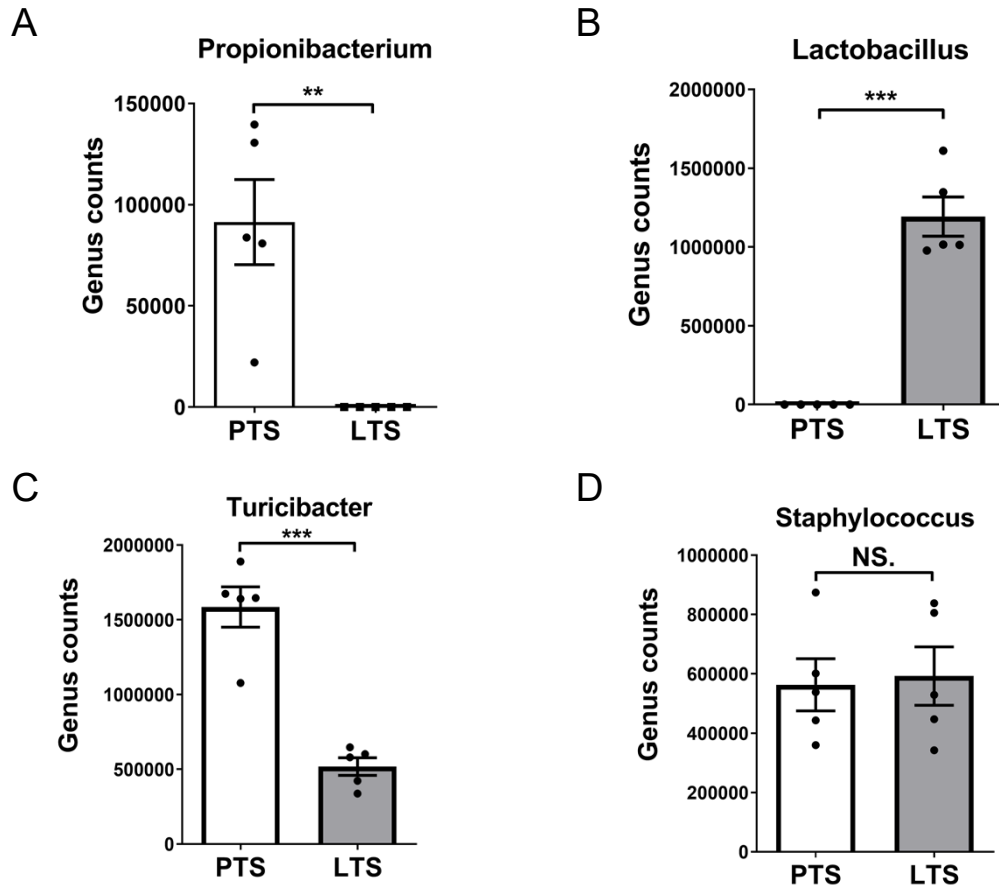 A
Propionibacterium
**
Genus counts
150000
100000
50000
0
PTS
LTS
B
Lactobacillus
***
Genus counts
2000000
1500000
1000000
500000
0
PTS
LTS
C
Turicibacter
***
Genus counts
2000000
1500000
1000000
500000
0
PTS
LTS
D
Staphylococcus
NS.
Genus counts
1000000
800000
600000
400000
200000
0
PTS
LTS